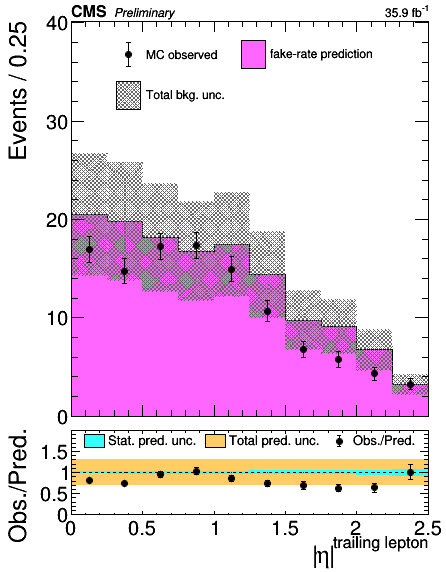 CMS Preliminary 35.9 fb⁻¹
Events / 0.25
40
MC observed fake-rate prediction
Total bkg. unc.
30
20
10
0
Obs./Pred.
Stat. pred. unc. Total pred. unc. Obs./Pred.
1.5
1
0.5
0
0 0.5 1 1.5 2 2.5
|η|trailing lepton